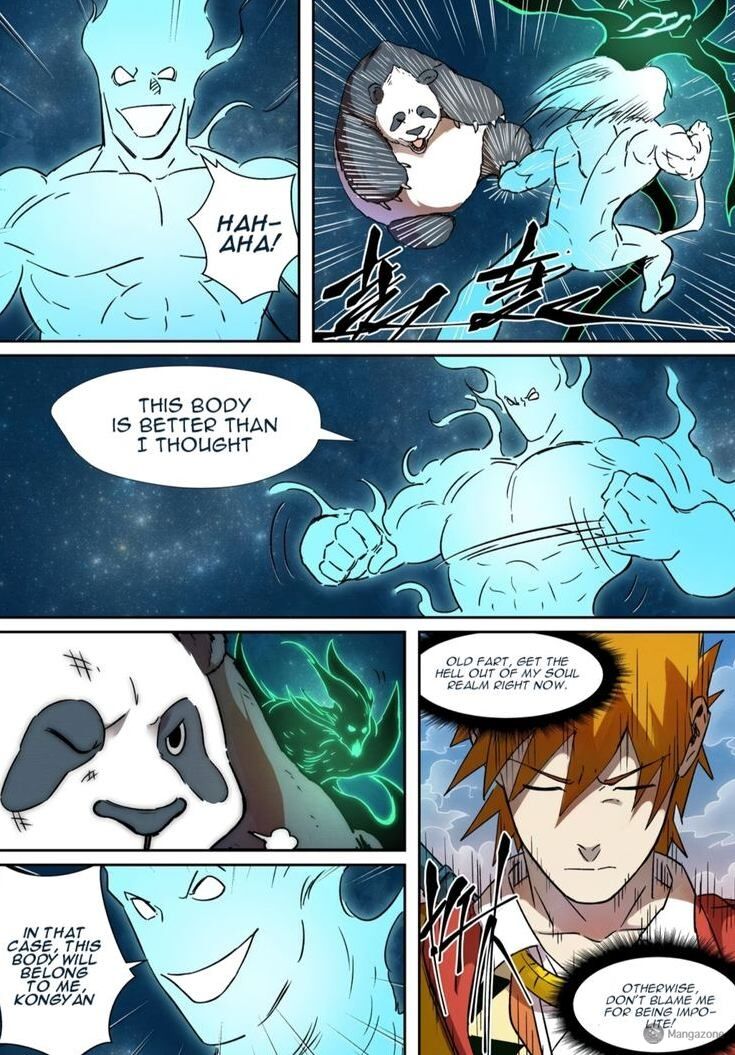 HAH-
AHA!
THIS BODY
IS BETTER THAN
I THOUGHT
OLD FART, GET THE
HELL OUT OF MY SOUL
REALM RIGHT NOW.
IN THAT
CASE, THIS
BODY WILL
BELONG
TO ME,
KONGYAN
OTHERWISE,
DON'T BLAME ME
FOR BEING IMPO-
LITE!
Mangazone